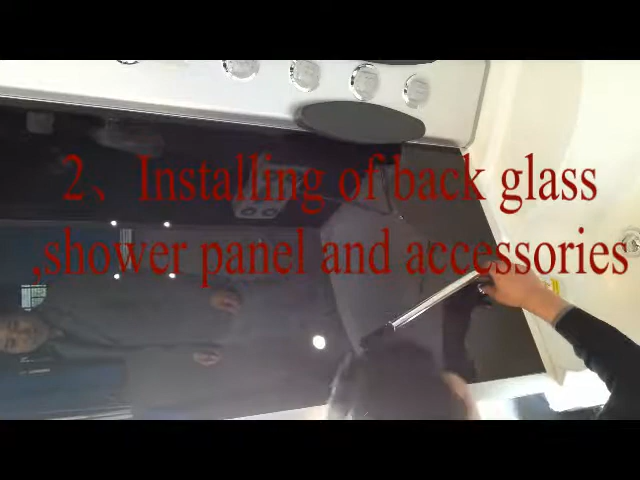 2、Installing of back glass
,shower panel and accessories